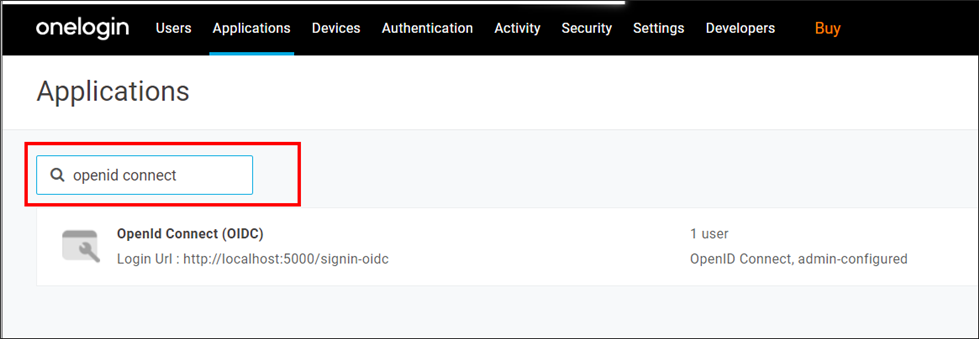 onelogin Users Applications Devices Authentication Activity Security Settings Developers Buy
Applications
openid connect
OpenId Connect (OIDC) 1 user
Login Url : http://localhost:5000/signin-oidc OpenID Connect, admin-configured